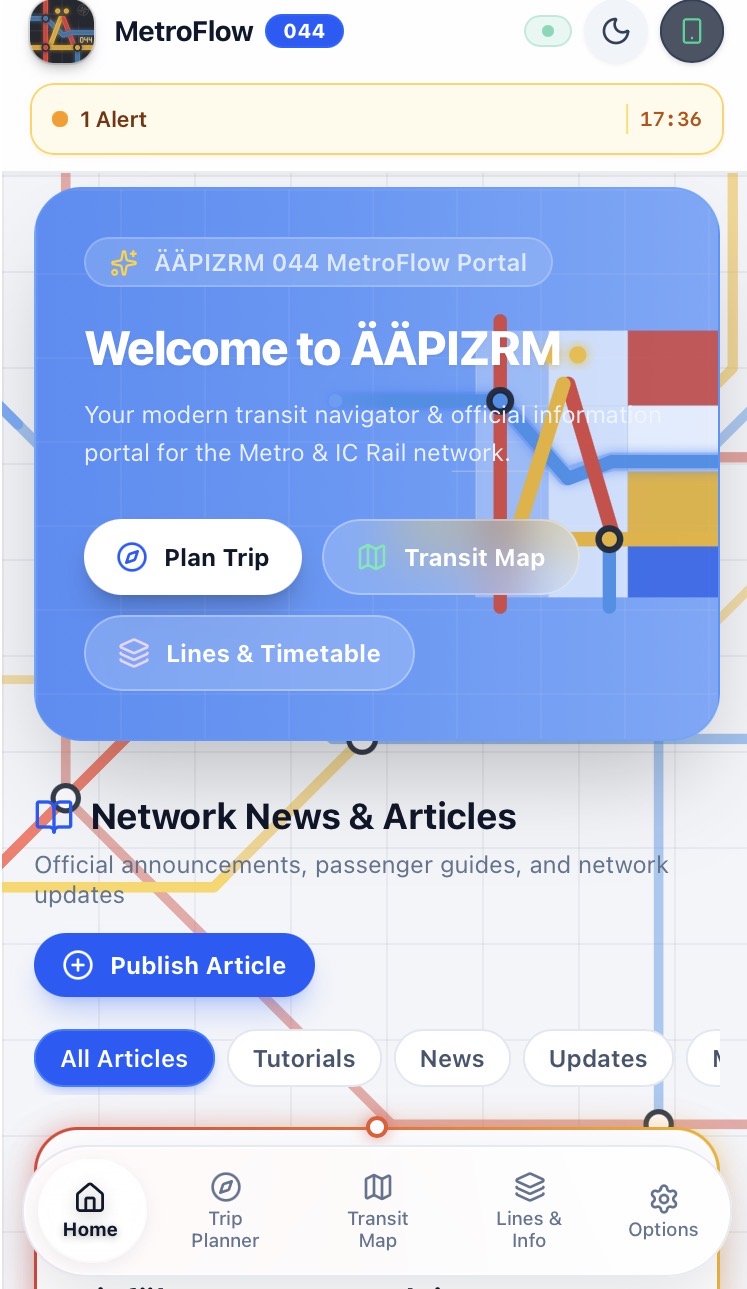 MetroFlow 044
1 Alert 17:36
ÄÄPIZRM 044 MetroFlow Portal
Welcome to ÄÄPIZRM
Your modern transit navigator & official information
portal for the Metro & IC Rail network.
Plan Trip Transit Map
Lines & Timetable
Network News & Articles
Official announcements, passenger guides, and network
updates
Publish Article
All Articles Tutorials News Updates
Home
Trip
Planner
Transit
Map
Lines &
Info
Options